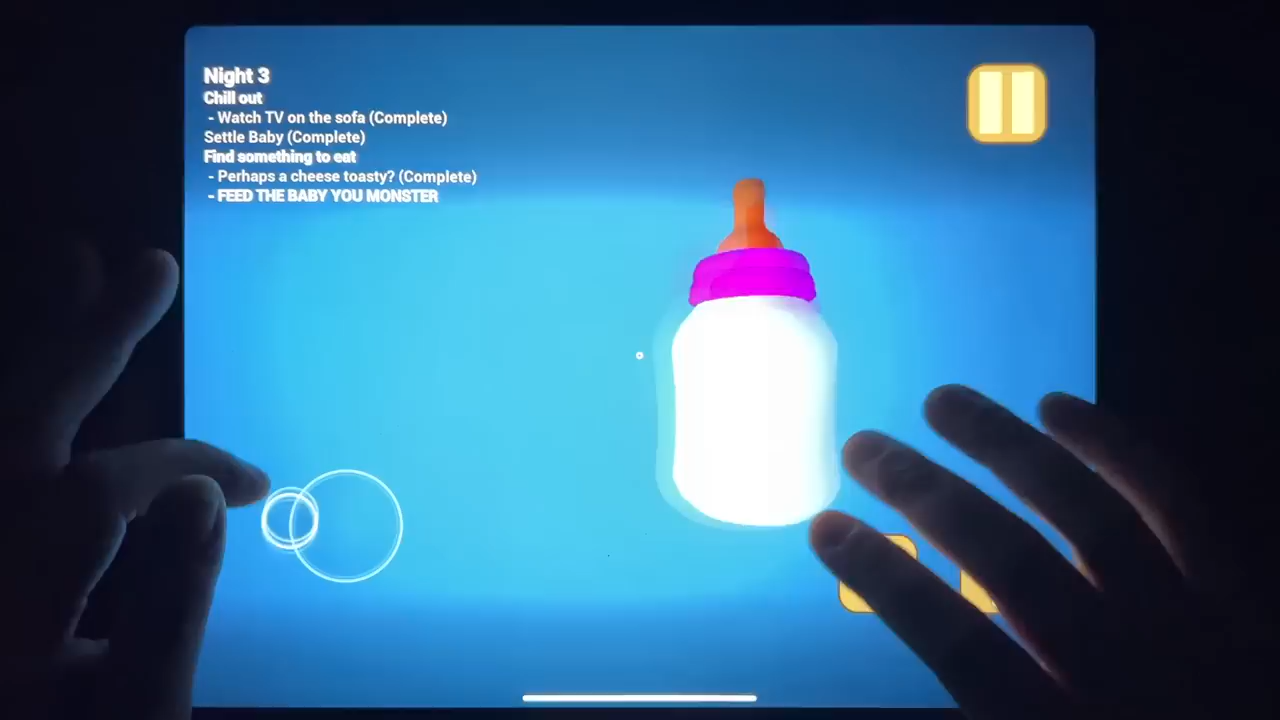 Night 3
Chill out
- Watch TV on the sofa (Complete)
Settle Baby (Complete)
Find something to eat
- Perhaps a cheese toasty? (Complete)
- FEED THE BABY YOU MONSTER